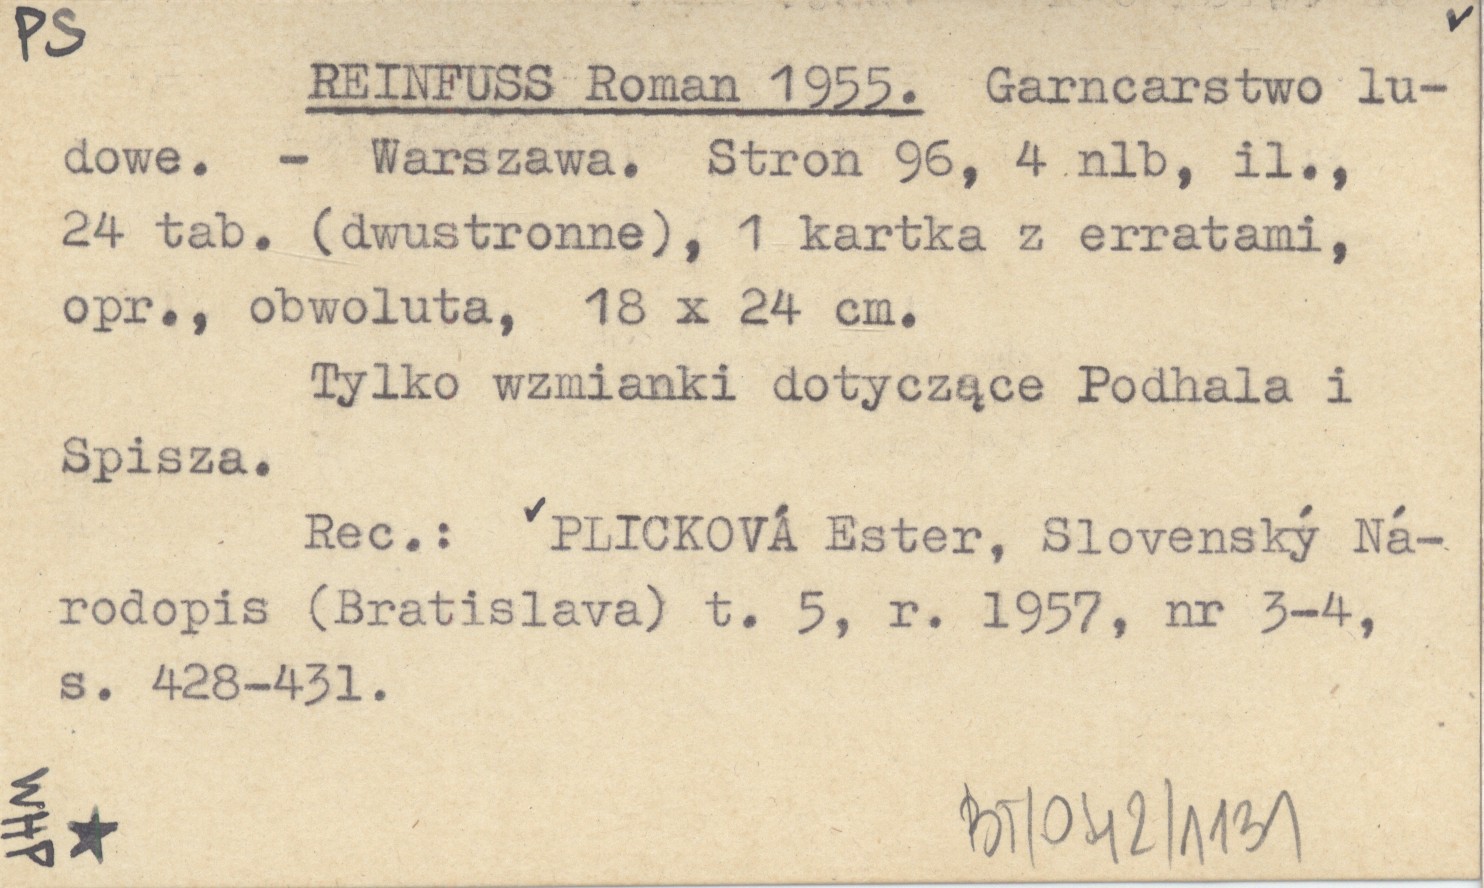 PS ✓
REINFUSS Roman 1955. Garncarstwo lu-
dowe. - Warszawa. Stron 96, 4 nlb, il.,
24 tab. (dwustronne), 1 kartka z erratami,
opr., obwoluta, 18 x 24 cm.
Tylko wzmianki dotyczące Podhala i
Spisza.
Rec.: ✓PLICKOVÁ Ester, Slovenský Ná-
rodopis (Bratislava) t. 5, r. 1957, nr 3-4,
s. 428-431.
WHP ★
BT/042/1131